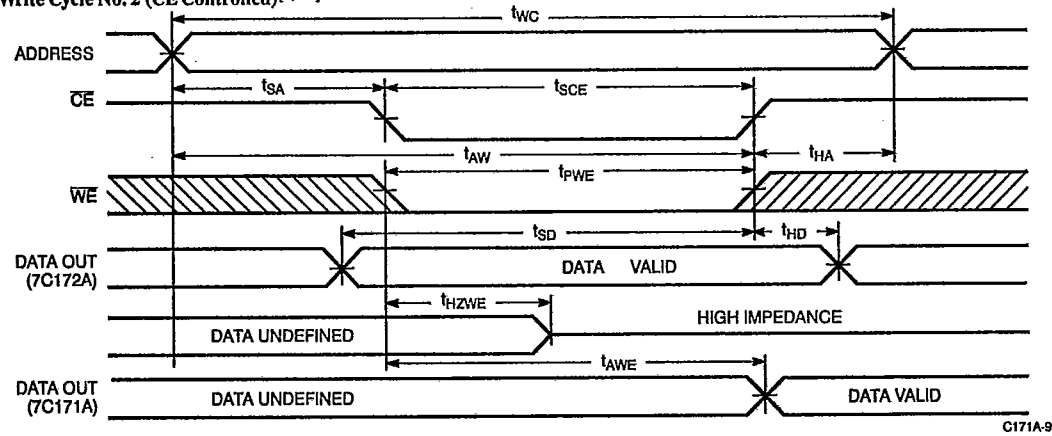 Write Cycle No. 2 (CE Controlled)
tWC
ADDRESS
tSA
tSCE
CE
tAW
tHA
tPWE
WE
tSD
tHD
DATA OUT
(7C172A)
DATA VALID
tHZWE
HIGH IMPEDANCE
DATA UNDEFINED
tAWE
DATA OUT
(7C171A)
DATA UNDEFINED
DATA VALID
C171A-9